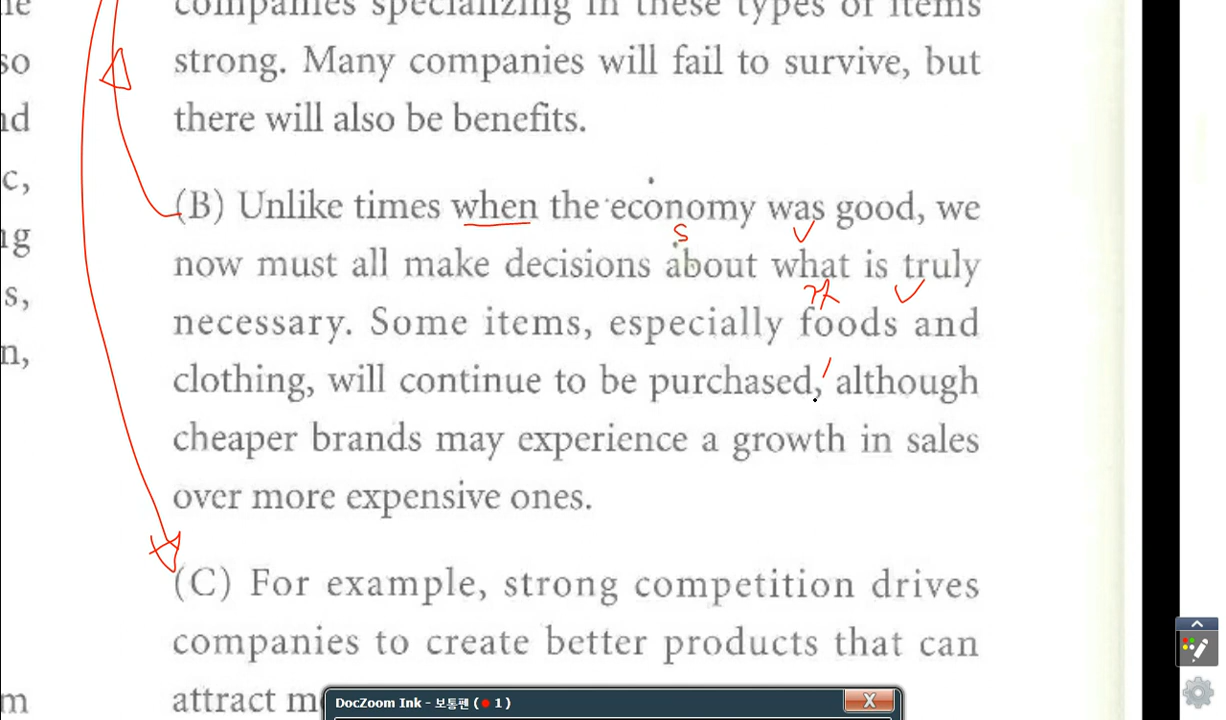 companies specializing in these types of items
so strong. Many companies will fail to survive, but
nd there will also be benefits.
c,
(B) Unlike times when the economy was good, we
ng
s
now must all make decisions about what is truly
s,
necessary. Some items, especially foods and
n,
clothing, will continue to be purchased, although
cheaper brands may experience a growth in sales
over more expensive ones.
(C) For example, strong competition drives
companies to create better products that can
m attract m
DocZoom Ink - 보통펜 ( 1 )
X